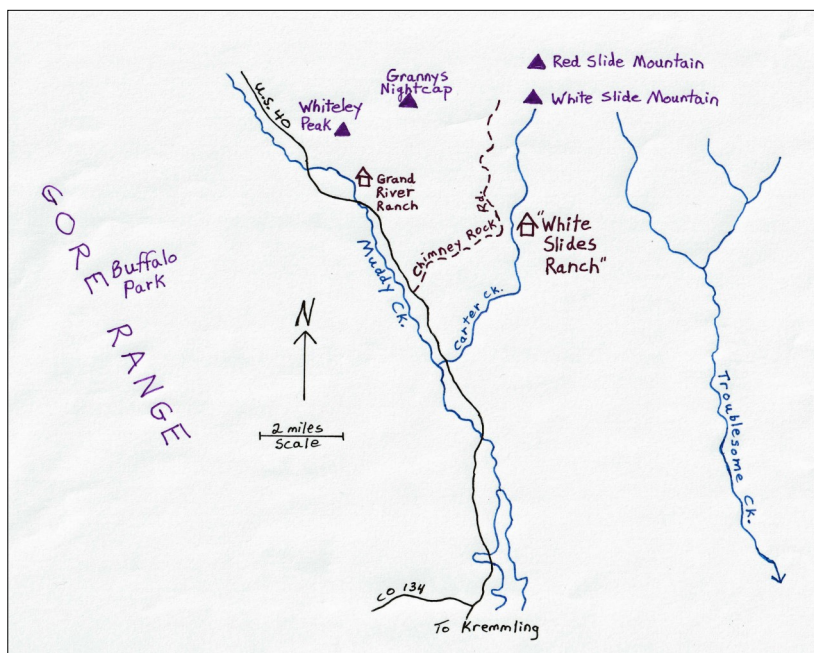 Red Slide Mountain
White Slide Mountain
Grannys
Nightcap
Whiteley
Peak
U.S. 40
Grand
River
Ranch
Chimney Rock Rd.
"White
Slides
Ranch"
GORE RANGE
Buffalo
Park
Muddy Ck.
Carter Ck.
N
2 miles
Scale
Troublesome Ck.
CO 134
To Kremmling